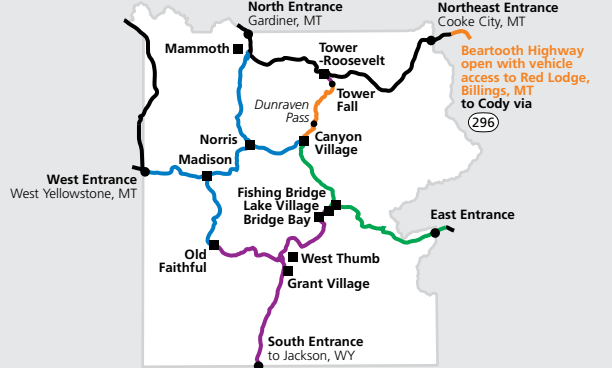 North Entrance
Gardiner, MT
Northeast Entrance
Cooke City, MT
Mammoth
Tower
-Roosevelt
Beartooth Highway
open with vehicle
access to Red Lodge,
Billings, MT
to Cody via
296
Tower
Fall
Dunraven
Pass
Canyon
Village
Norris
Madison
West Entrance
West Yellowstone, MT
Fishing Bridge
Lake Village
Bridge Bay
East Entrance
Old
Faithful
West Thumb
Grant Village
South Entrance
to Jackson, WY